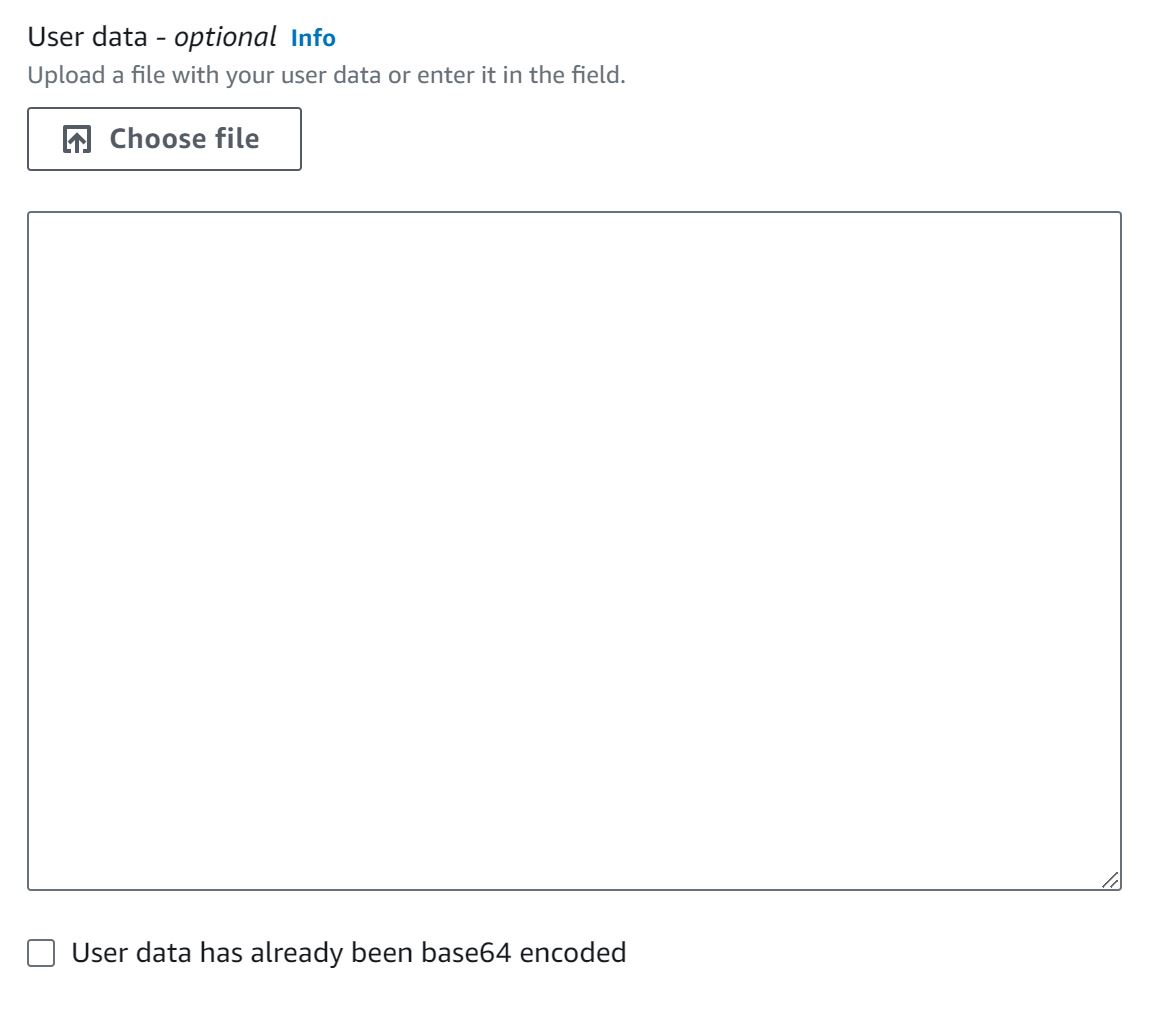 User data - optional Info
Upload a file with your user data or enter it in the field.
Choose file
User data has already been base64 encoded